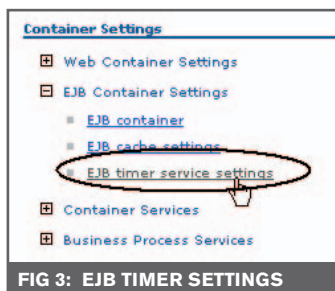 Container Settings
Web Container Settings
EJB Container Settings
EJB container
EJB cache settings
EJB timer service settings
Container Services
Business Process Services
FIG 3: EJB TIMER SETTINGS